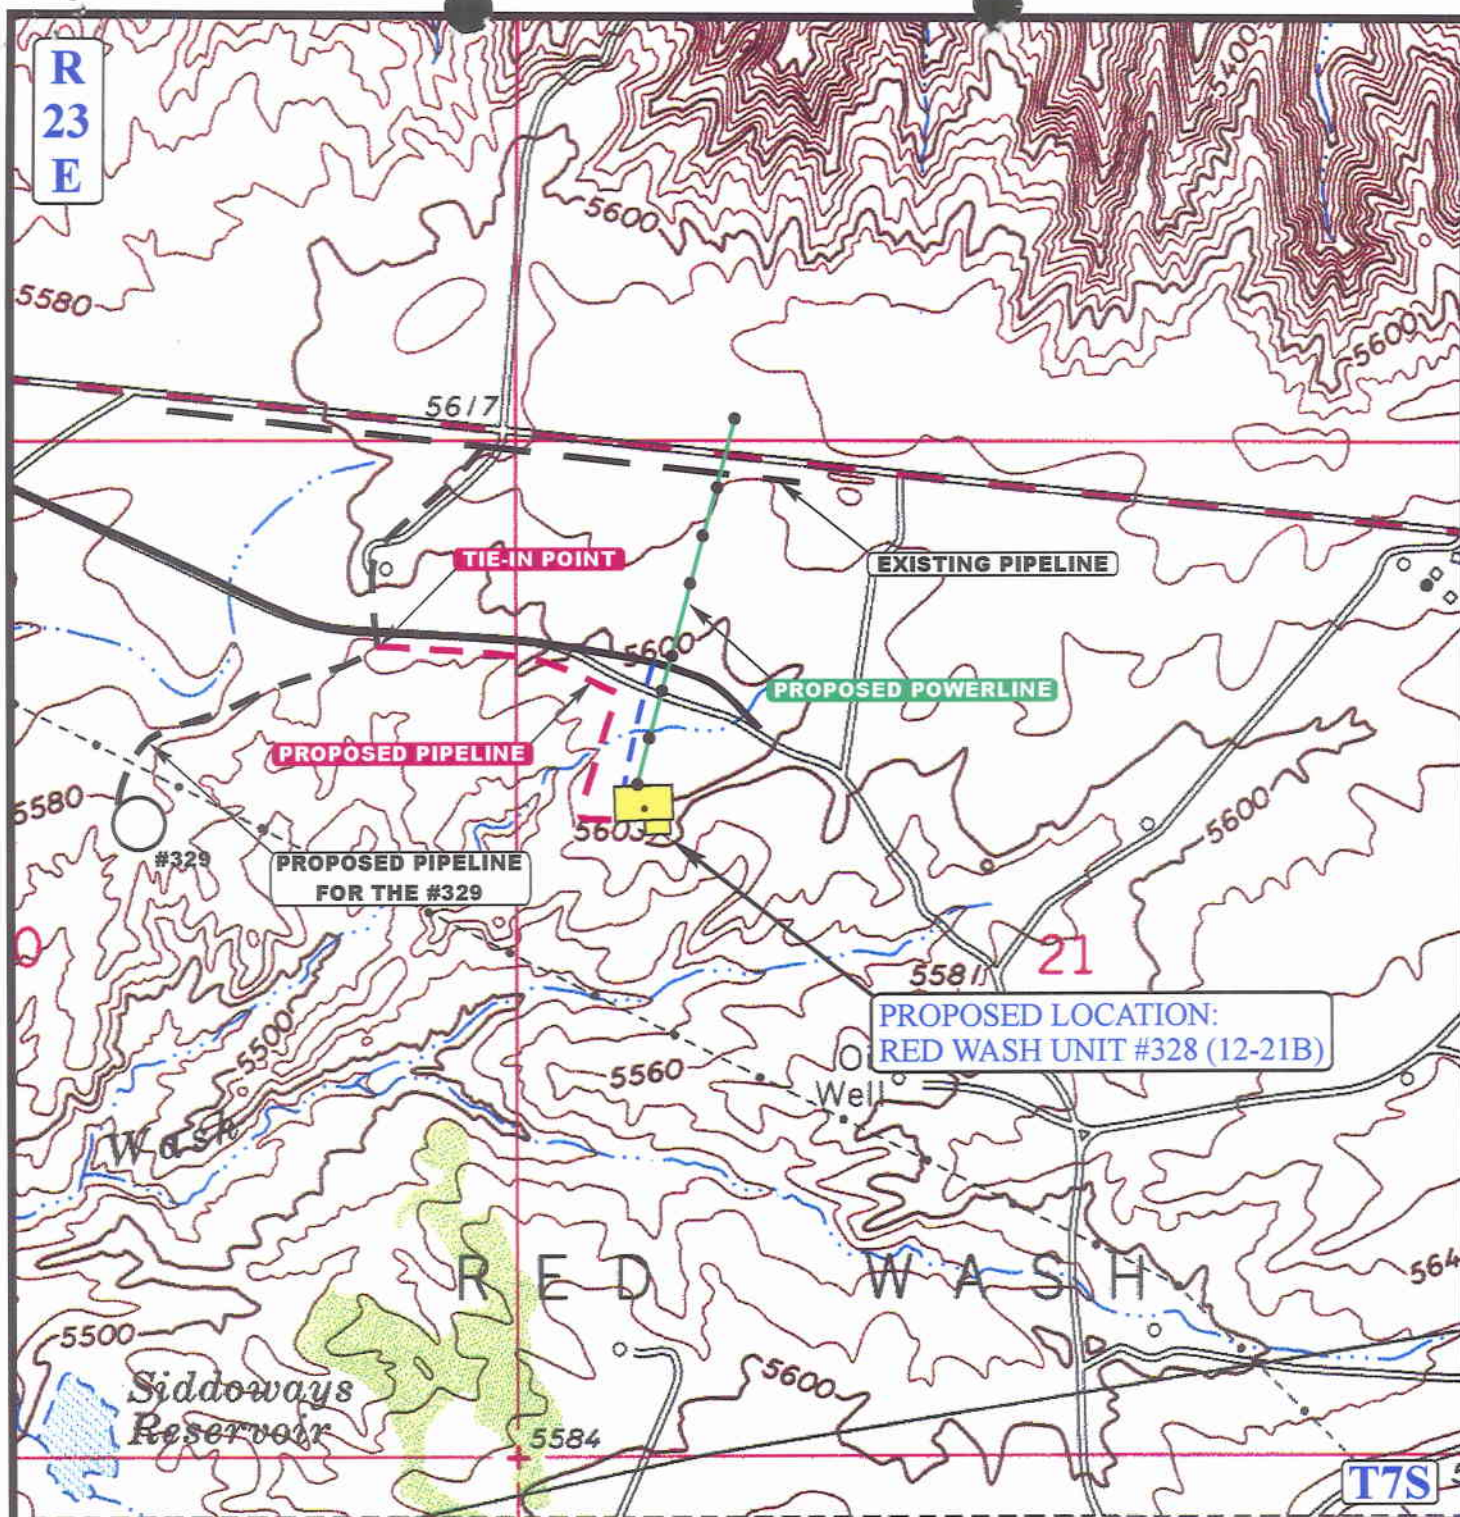 R
23
E
5400
5600
5580
5600
5617
TIE-IN POINT
EXISTING PIPELINE
5600
PROPOSED POWERLINE
PROPOSED PIPELINE
5580
5600
5603
#329
PROPOSED PIPELINE
FOR THE #329
21
5581
PROPOSED LOCATION:
RED WASH UNIT #328 (12-21B)
5500
5560
Well
Wash
RED WASH
564
5500
5600
Siddoways
Reservoir
5584
T7S